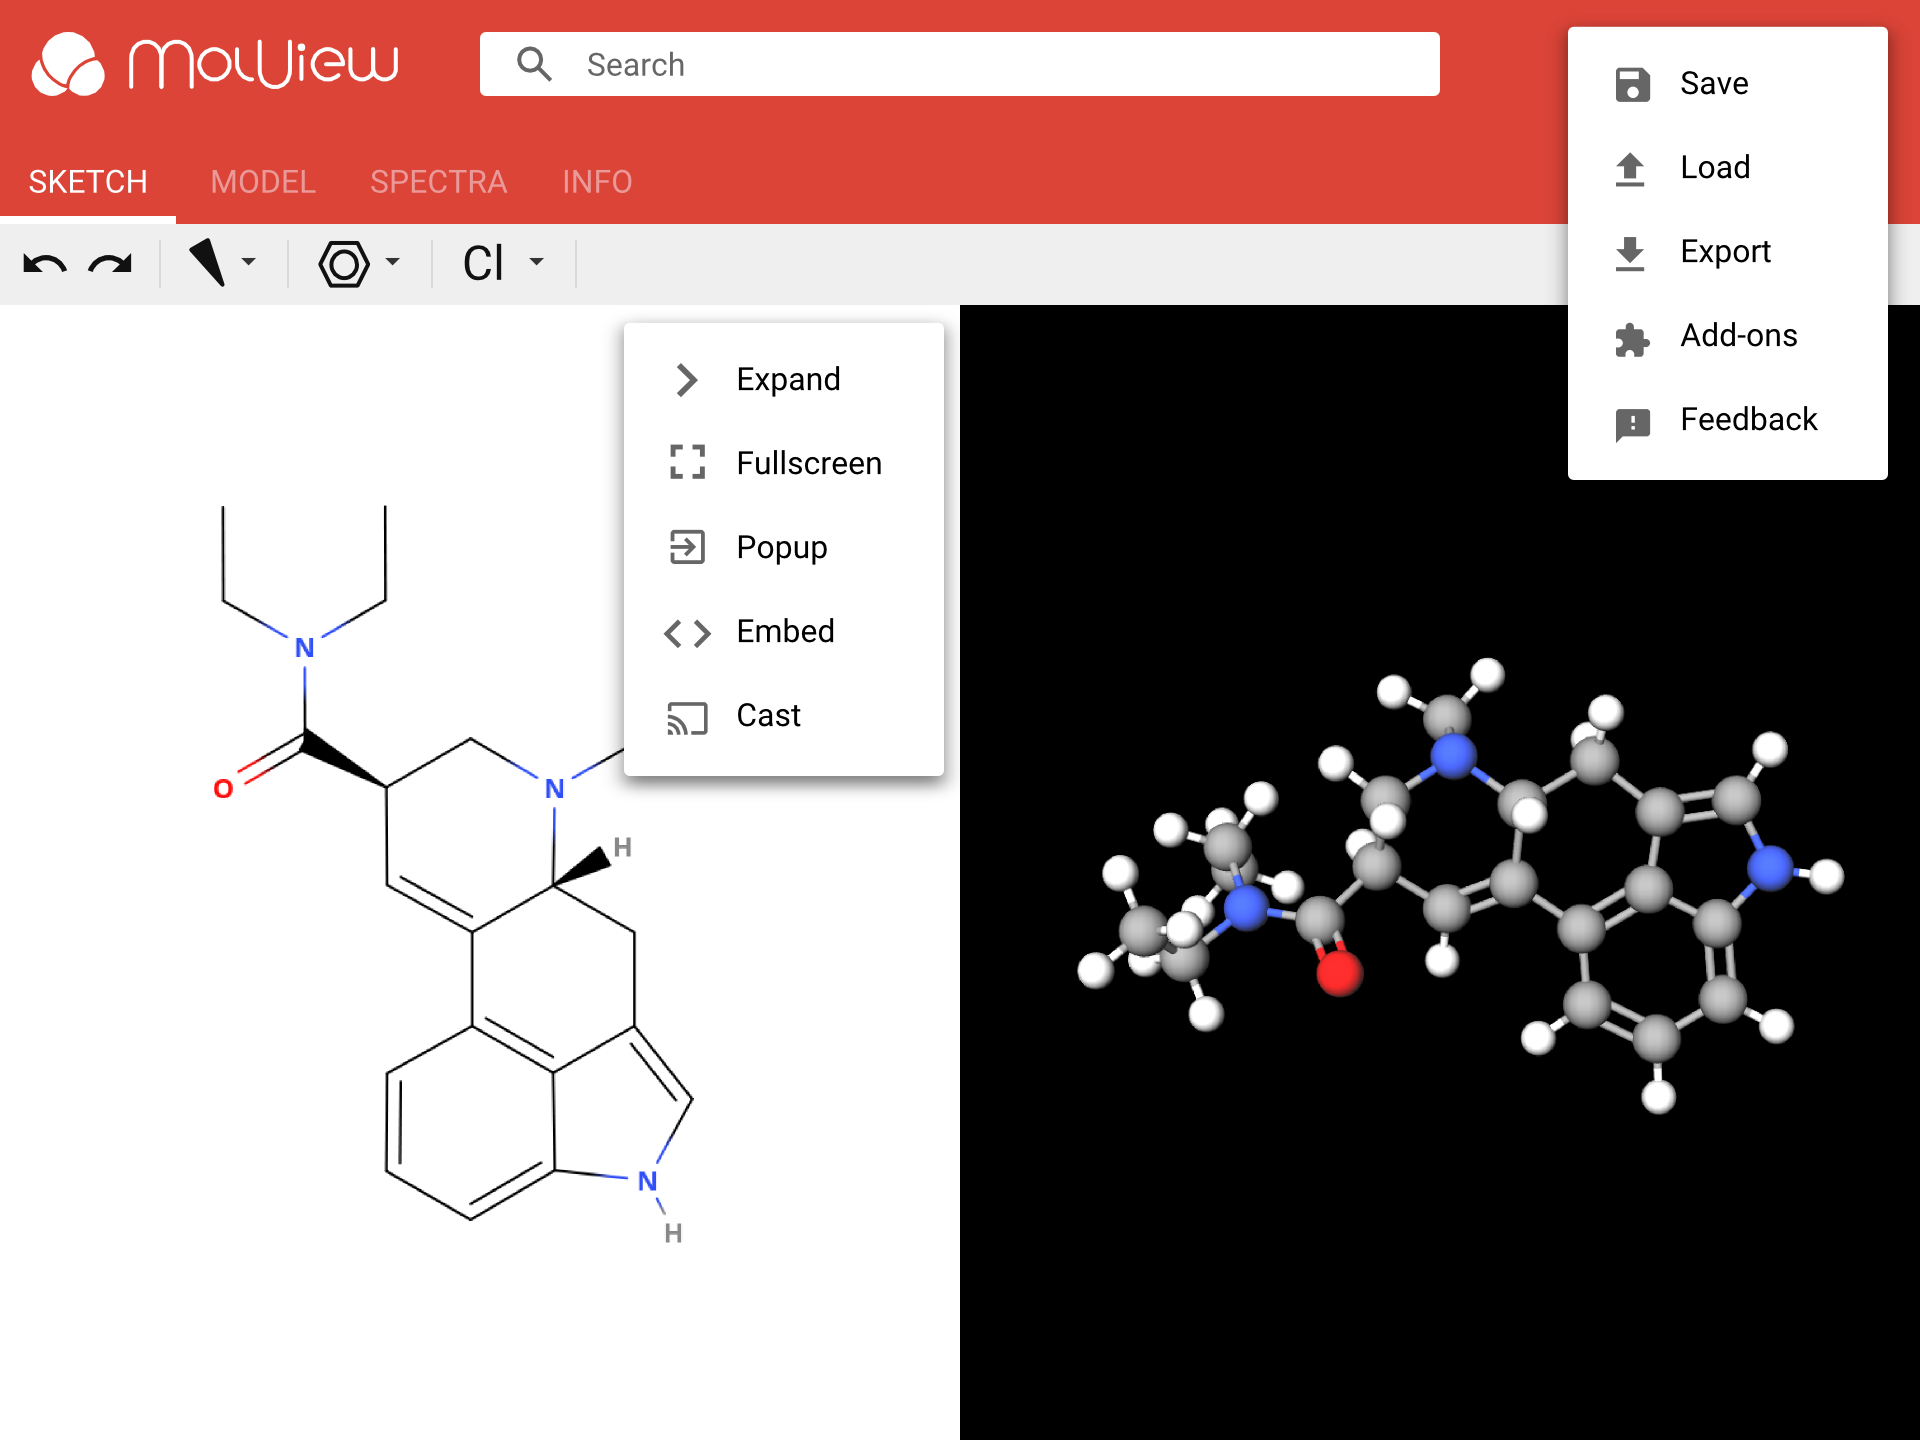 MolView
Search
SKETCH
MODEL
SPECTRA
INFO
Cl
Save
Load
Export
Add-ons
Feedback
Expand
Fullscreen
Popup
Embed
Cast
N
O
N
H
N
H